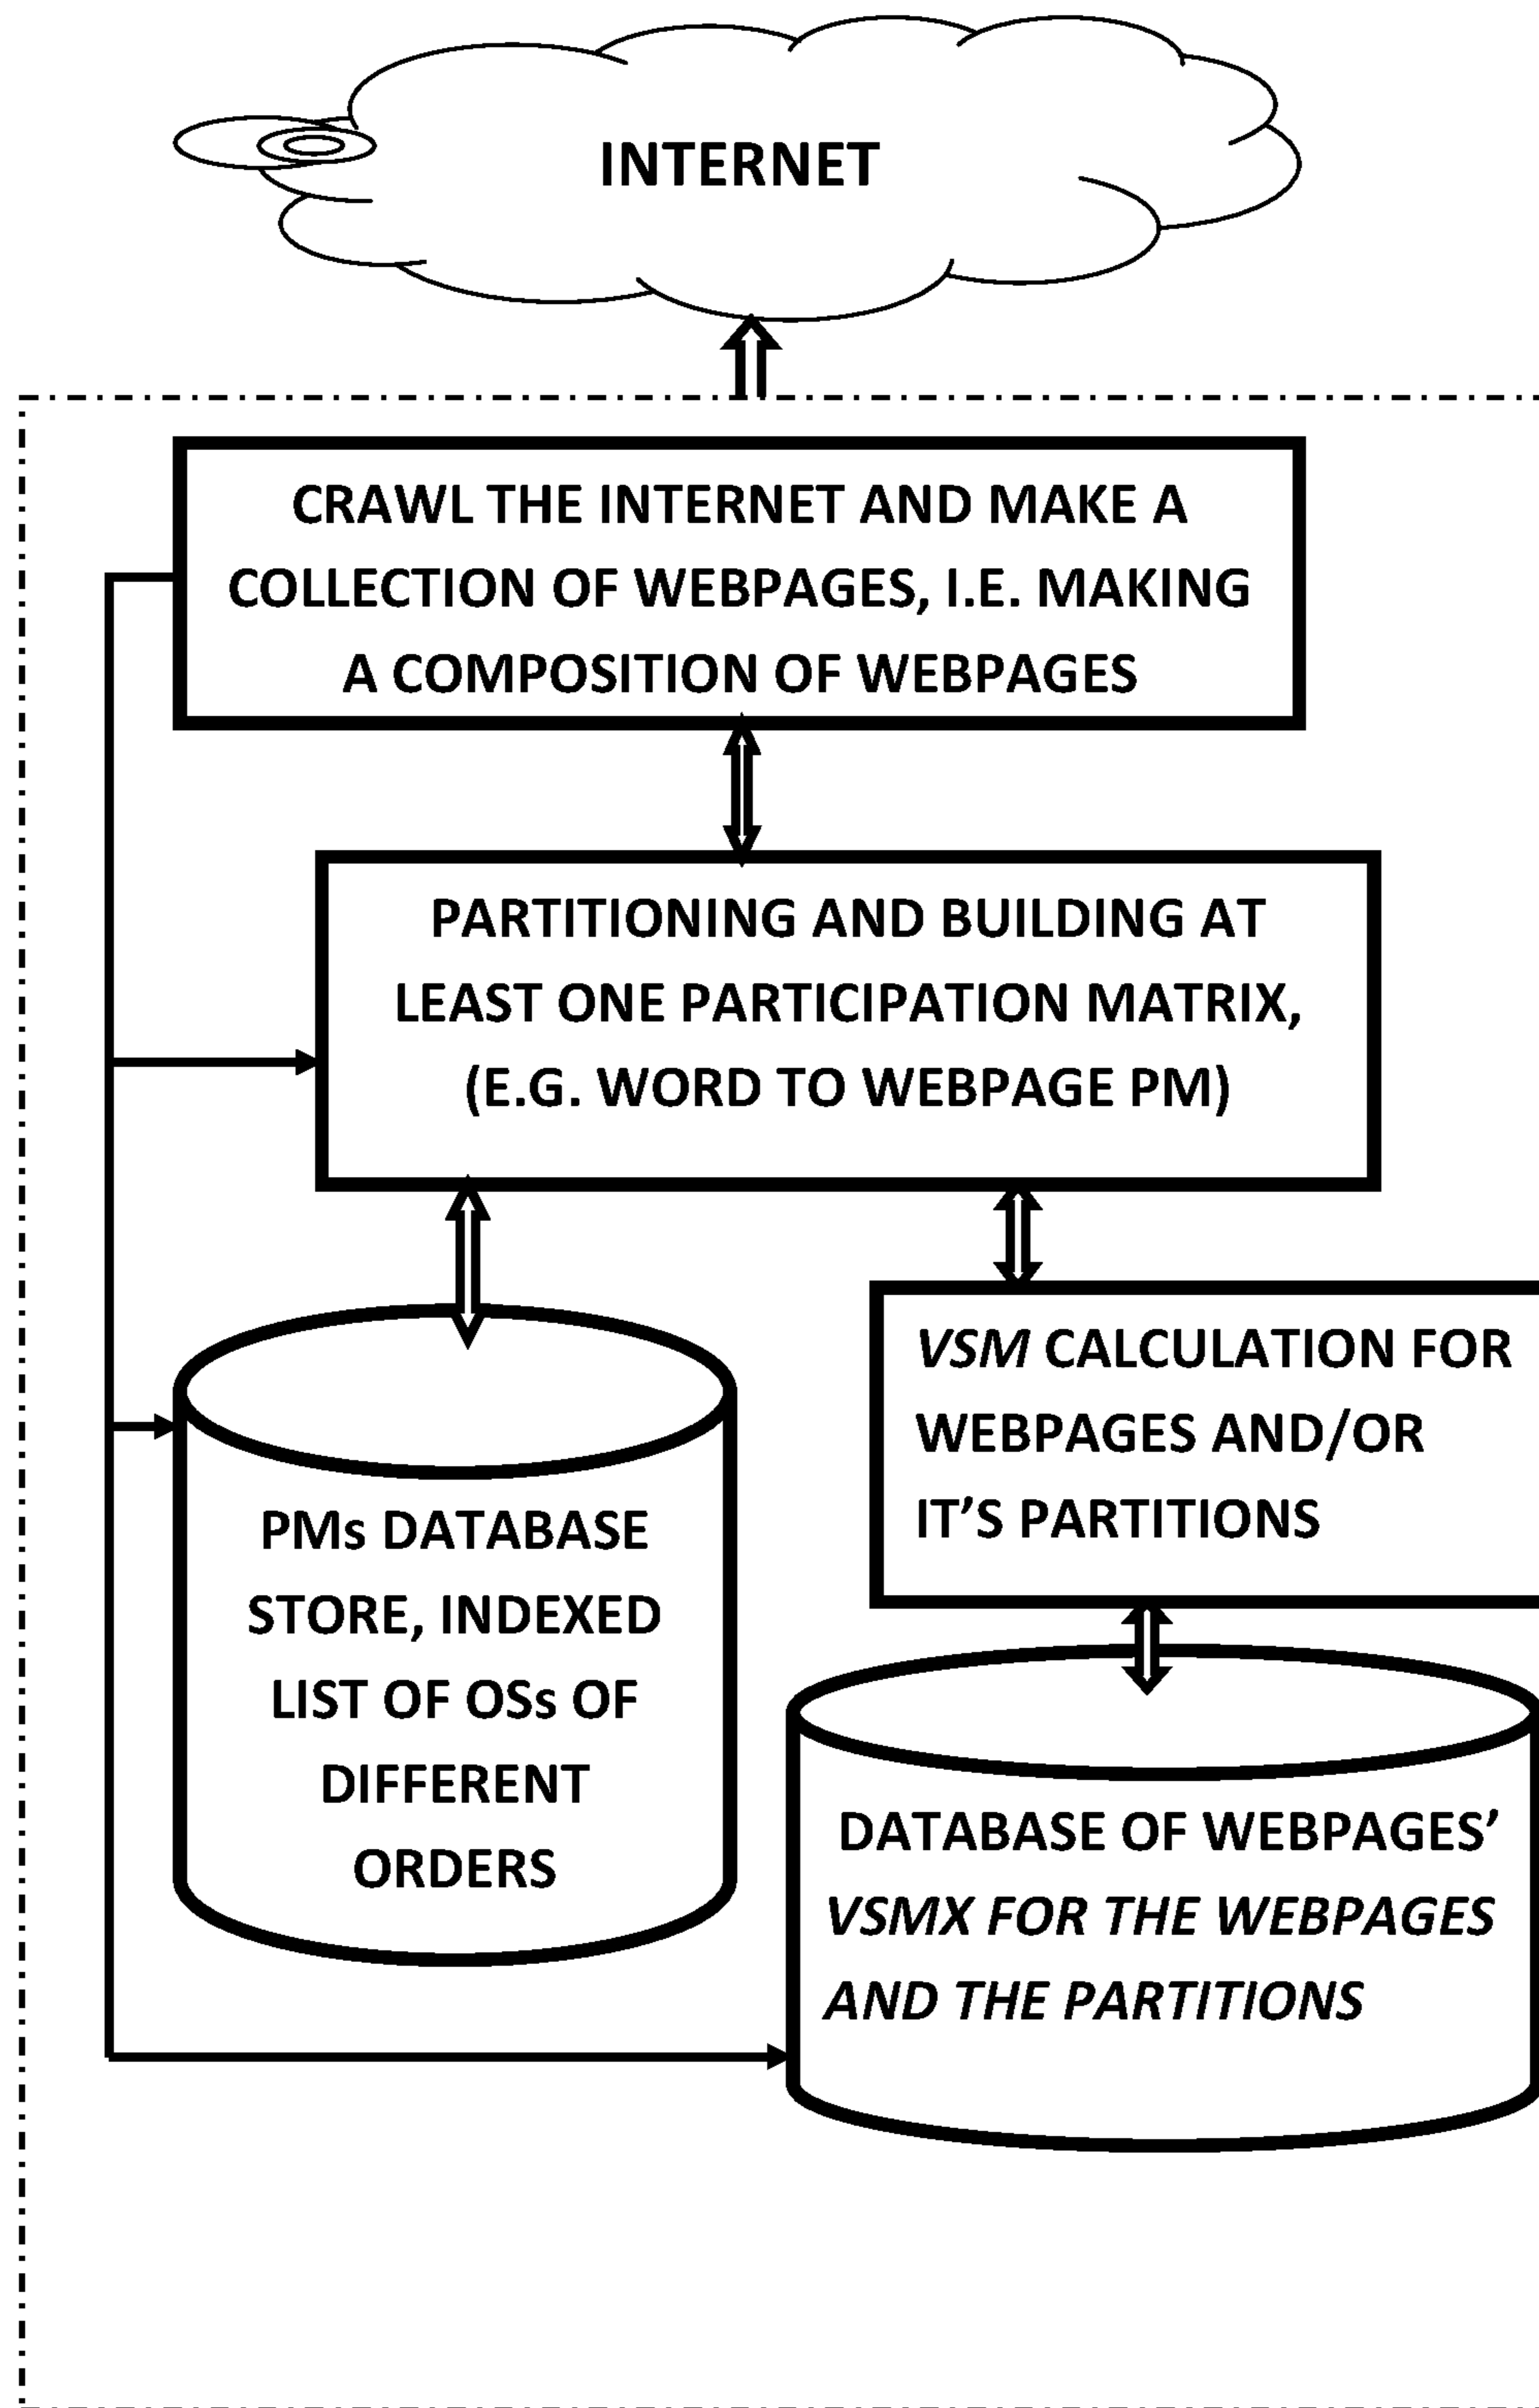 INTERNET
CRAWL THE INTERNET AND MAKE A
COLLECTION OF WEBPAGES, I.E. MAKING
A COMPOSITION OF WEBPAGES
PARTITIONING AND BUILDING AT
LEAST ONE PARTICIPATION MATRIX,
(E.G. WORD TO WEBPAGE PM)
VSM CALCULATION FOR
WEBPAGES AND/OR
IT’S PARTITIONS
PMs DATABASE
STORE, INDEXED
LIST OF OSs OF
DIFFERENT
ORDERS
DATABASE OF WEBPAGES’
VSMX FOR THE WEBPAGES
AND THE PARTITIONS